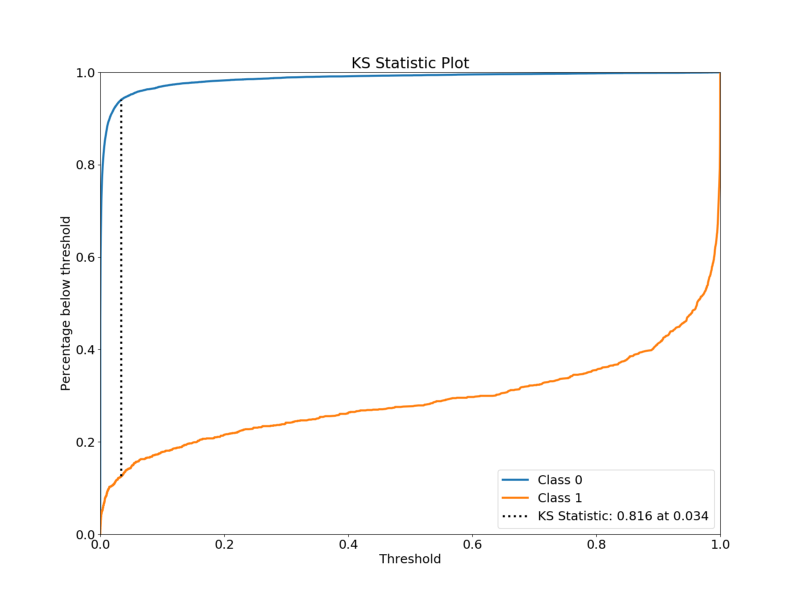 KS Statistic Plot
1.0
0.8
0.6
0.4
0.2
0.0
Percentage below threshold
0.0 0.2 0.4 0.6 0.8 1.0
Threshold
Class 0
Class 1
KS Statistic: 0.816 at 0.034